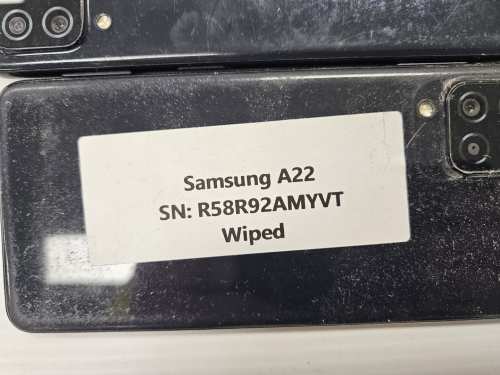 Samsung A22
SN: R58R92AMYVT
Wiped